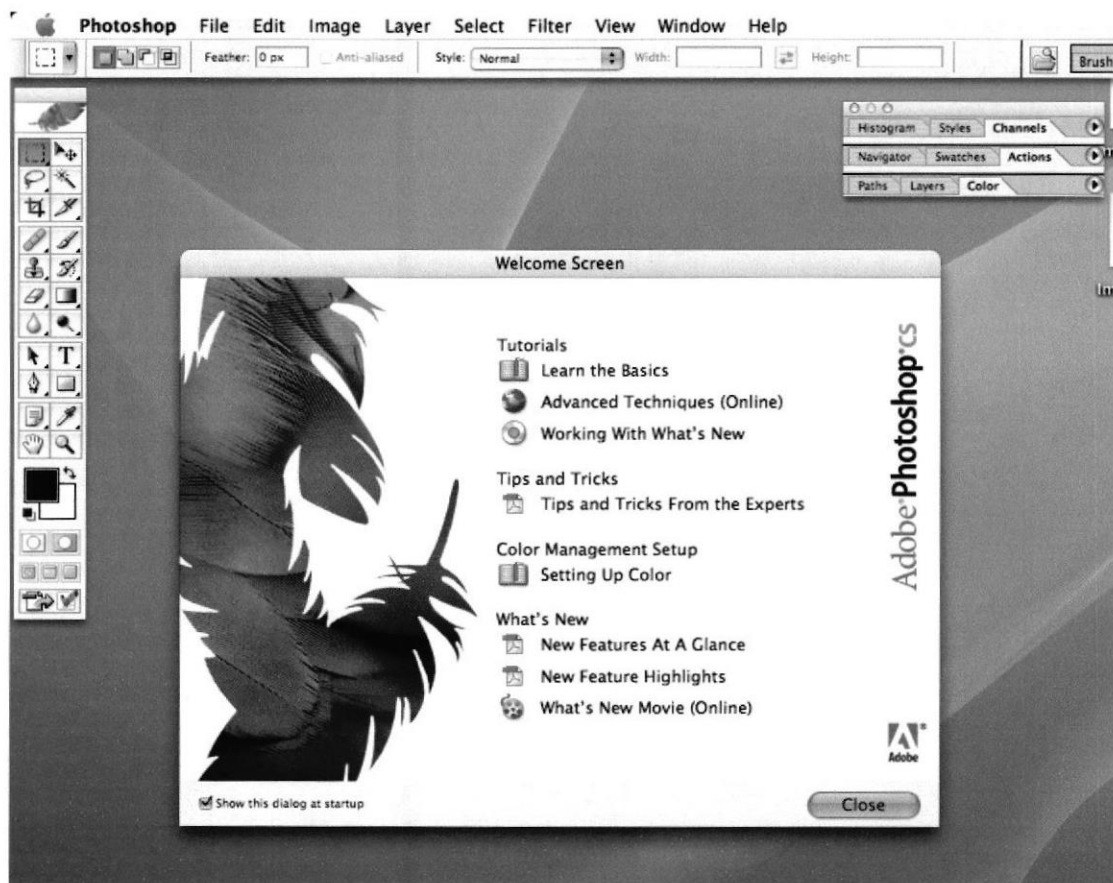 Photoshop File Edit Image Layer Select Filter View Window Help
Feather: 0 px Anti-aliased Style: Normal Width: Height: Brush
Histogram Styles Channels
Navigator Swatches Actions
Paths Layers Color
T
Welcome Screen
Tutorials
Learn the Basics
Advanced Techniques (Online)
Working With What's New
Tips and Tricks
Tips and Tricks From the Experts
Color Management Setup
Setting Up Color
What's New
New Features At A Glance
New Feature Highlights
What's New Movie (Online)
Adobe®Photoshop®CS
Adobe
Show this dialog at startup
Close